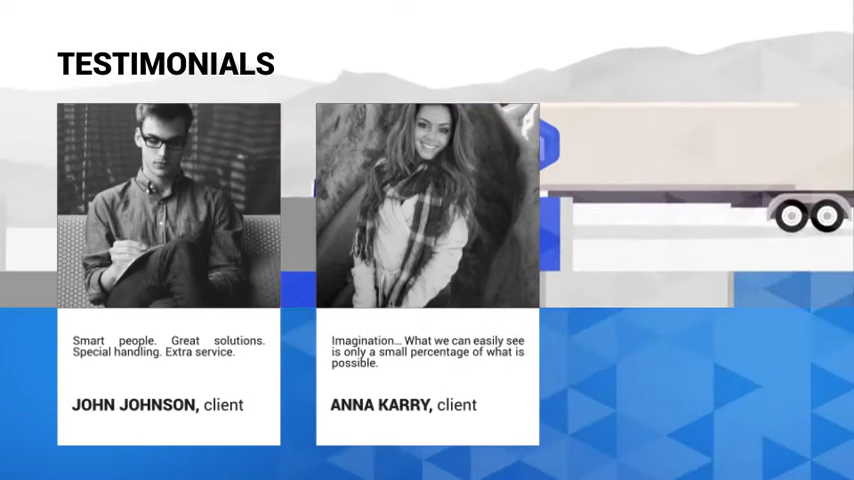 TESTIMONIALS
Smart people. Great solutions.
Special handling. Extra service.
JOHN JOHNSON, client
Imagination... What we can easily see
is only a small percentage of what is
possible.
ANNA KARRY, client